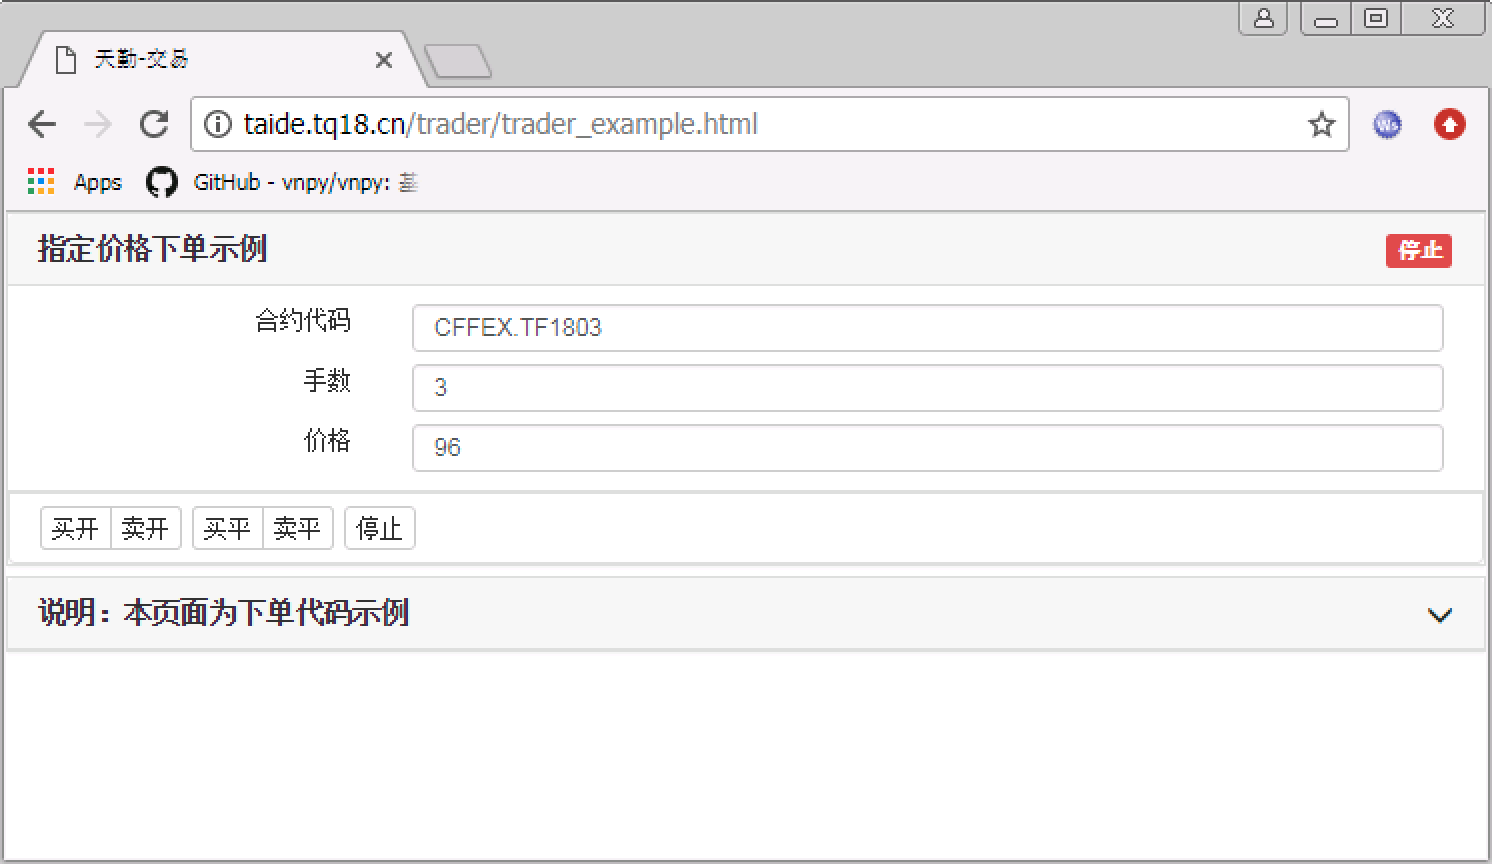 天勤-交易
taide.tq18.cn/trader/trader_example.html
Apps GitHub - vnpy/vnpy: 基
指定价格下单示例 停止
合约代码 CFFEX.TF1803
手数 3
价格 96
买开 卖开 买平 卖平 停止
说明：本页面为下单代码示例